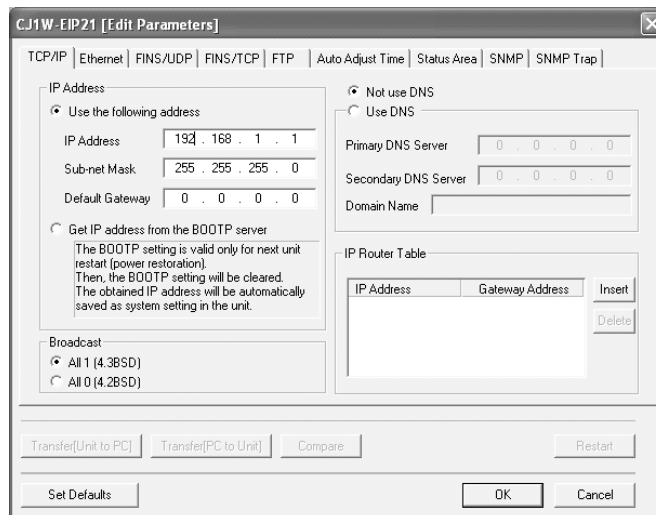 CJ1W-EIP21 [Edit Parameters]
TCP/IP Ethernet FINS/UDP FINS/TCP FTP Auto Adjust Time Status Area SNMP SNMP Trap
IP Address
Use the following address
IP Address 192 . 168 . 1 . 1
Sub-net Mask 255 . 255 . 255 . 0
Default Gateway 0 . 0 . 0 . 0
Get IP address from the BOOTP server
The BOOTP setting is valid only for next unit
restart (power restoration).
Then, the BOOTP setting will be cleared.
The obtained IP address will be automatically
saved as system setting in the unit.
Broadcast
All 1 (4.3BSD)
All 0 (4.2BSD)
Not use DNS
Use DNS
Primary DNS Server 0 . 0 . 0 . 0
Secondary DNS Server 0 . 0 . 0 . 0
Domain Name
IP Router Table
IP Address Gateway Address Insert
Delete
Transfer[Unit to PC] Transfer[PC to Unit] Compare Restart
Set Defaults OK Cancel